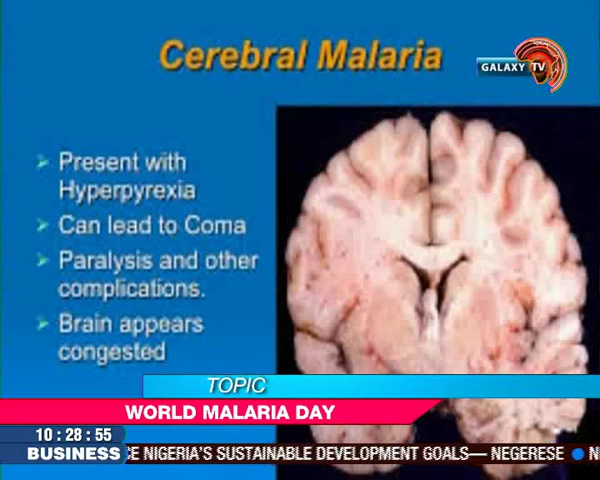 Cerebral Malaria
GALAXY TV
Present with
Hyperpyrexia
Can lead to Coma
Paralysis and other
complications.
Brain appears
congested
TOPIC
WORLD MALARIA DAY
10:28:55
BUSINESS
CE NIGERIA'S SUSTAINABLE DEVELOPMENT GOALS— NEGERESE ● N